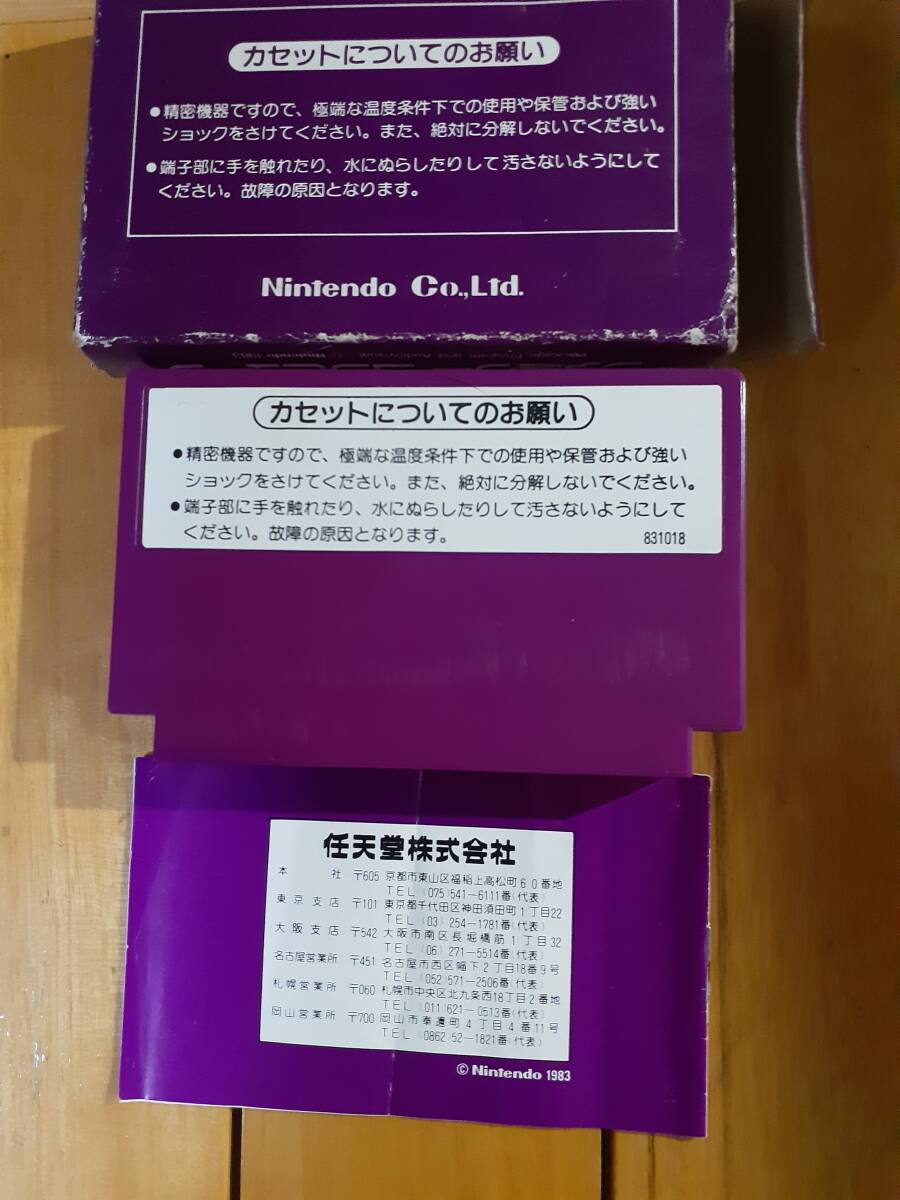 カセットについてのお願い
●精密機器ですので、極端な温度条件下での使用や保管および強い
ショックをさけてください。また、絶対に分解しないでください。
●端子部に手を触れたり、水にぬらしたりして汚さないようにして
ください。故障の原因となります。
Nintendo Co.,Ltd.
カセットについてのお願い
●精密機器ですので、極端な温度条件下での使用や保管および強い
ショックをさけてください。また、絶対に分解しないでください。
●端子部に手を触れたり、水にぬらしたりして汚さないようにして
ください。故障の原因となります。 831018
任天堂株式会社
本社 〒605 京都市東山区福稲上高松町60番地
TEL (075)541-6111番(代表)
東京支店 〒101 東京都千代田区神田須田町1丁目22
TEL (03) 254-1781番(代表)
大阪支店 〒542 大阪市南区長堀橋筋1丁目32
TEL (06) 271-5514番(代表)
名古屋営業所 〒451 名古屋市西区幅下2丁目18番9号
TEL (052)571-2506番(代表)
札幌営業所 〒060 札幌市中央区北九条西18丁目2番地
TEL (011)621-0513番(代表)
岡山営業所 〒700 岡山市奉還町4丁目4番11号
TEL (0862)52-1821番(代表)
© Nintendo 1983